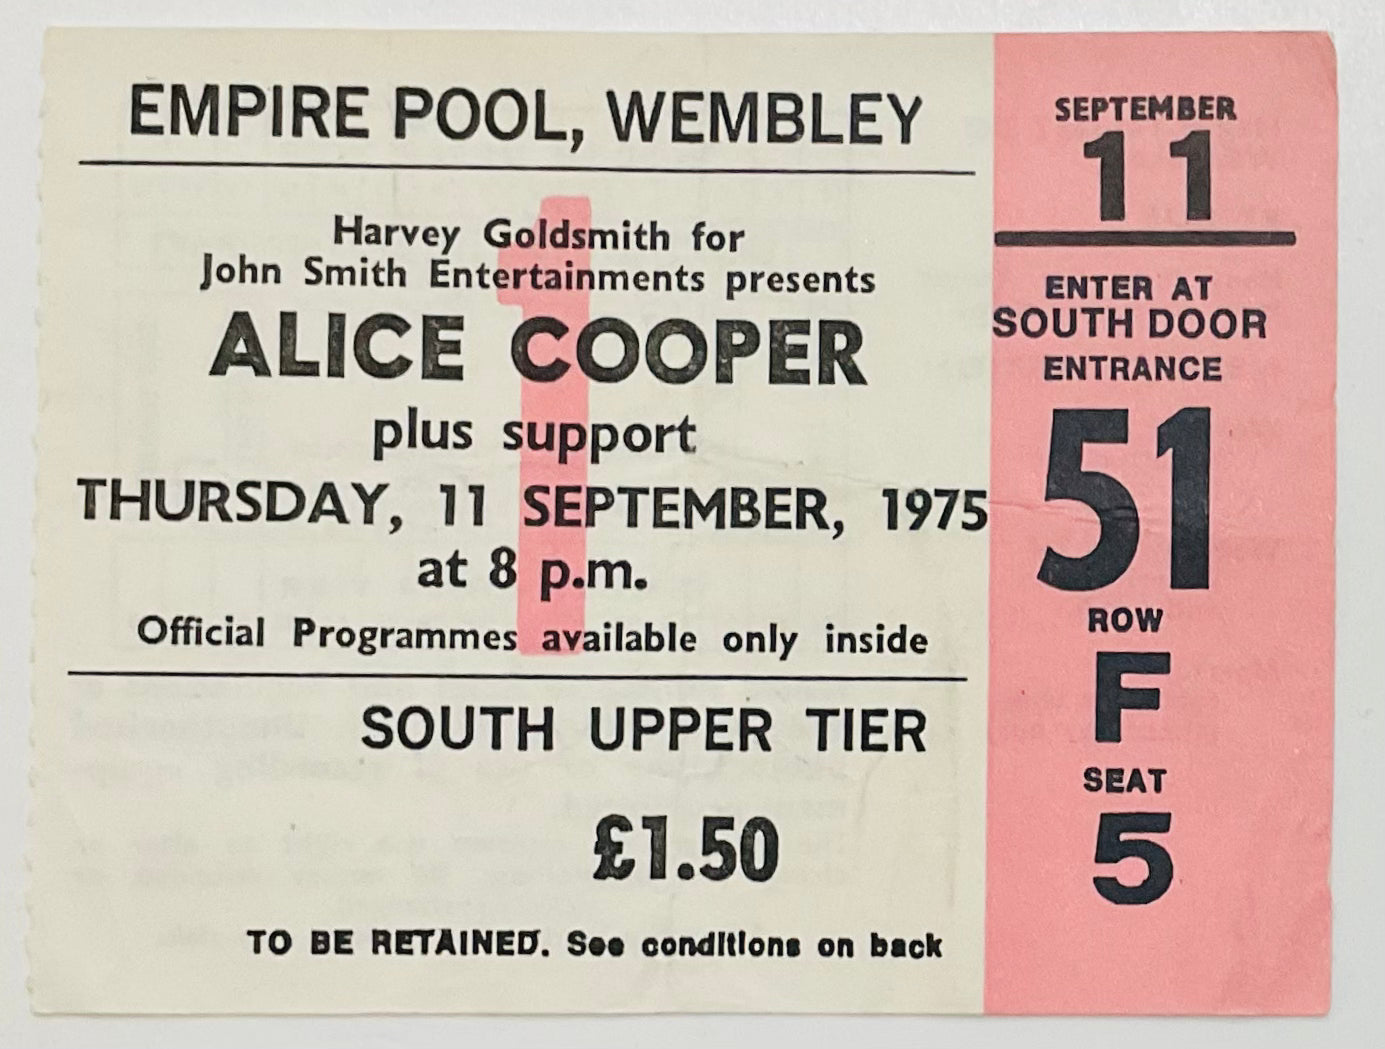 EMPIRE POOL, WEMBLEY
Harvey Goldsmith for
John Smith Entertainments presents
ALICE COOPER
plus support
THURSDAY, 11 SEPTEMBER, 1975
at 8 p.m.
Official Programmes available only inside
1
SOUTH UPPER TIER
£1.50
TO BE RETAINED. See conditions on back
SEPTEMBER
11
ENTER AT
SOUTH DOOR
ENTRANCE
51
ROW
F
SEAT
5